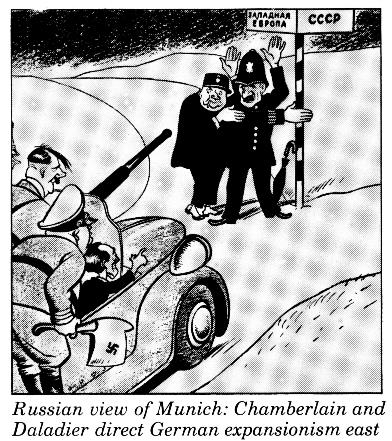 ЗАПАДНАЯ
ЕВРОПА
СССР
Russian view of Munich: Chamberlain and
Daladier direct German expansionism east